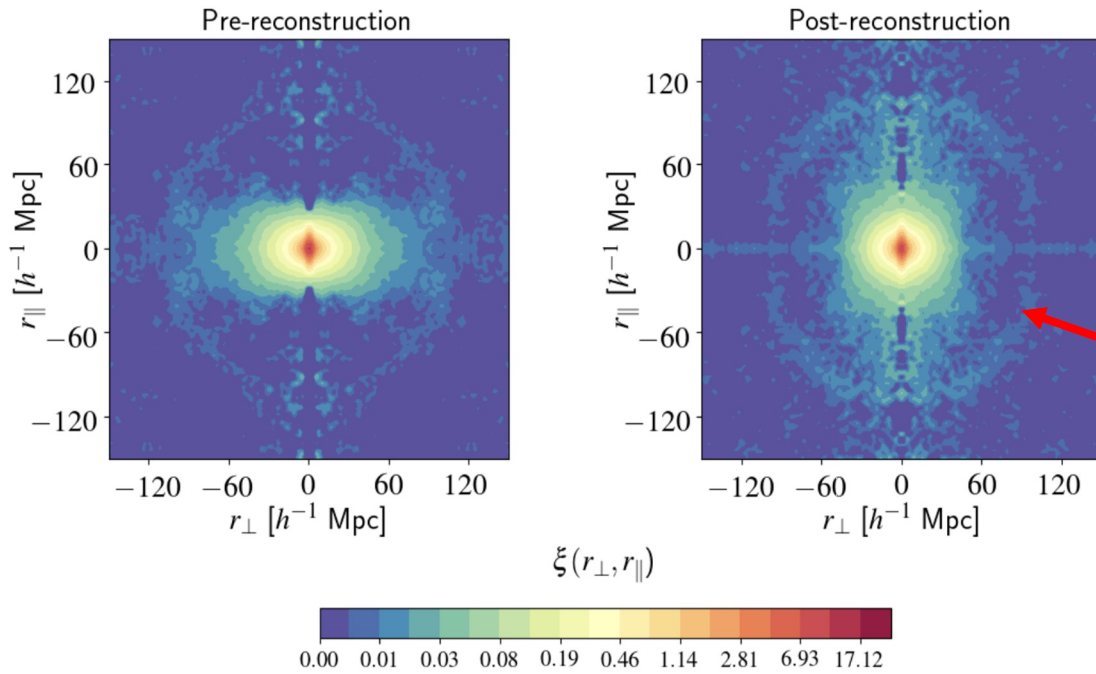 Pre-reconstruction
Post-reconstruction
120
60
0
−60
−120
r∥ [h⁻¹ Mpc]
−120 −60 0 60 120
r⊥ [h⁻¹ Mpc]
120
60
0
−60
−120
r∥ [h⁻¹ Mpc]
−120 −60 0 60 120
r⊥ [h⁻¹ Mpc]
ξ(r⊥, r∥)
0.00 0.01 0.03 0.08 0.19 0.46 1.14 2.81 6.93 17.12